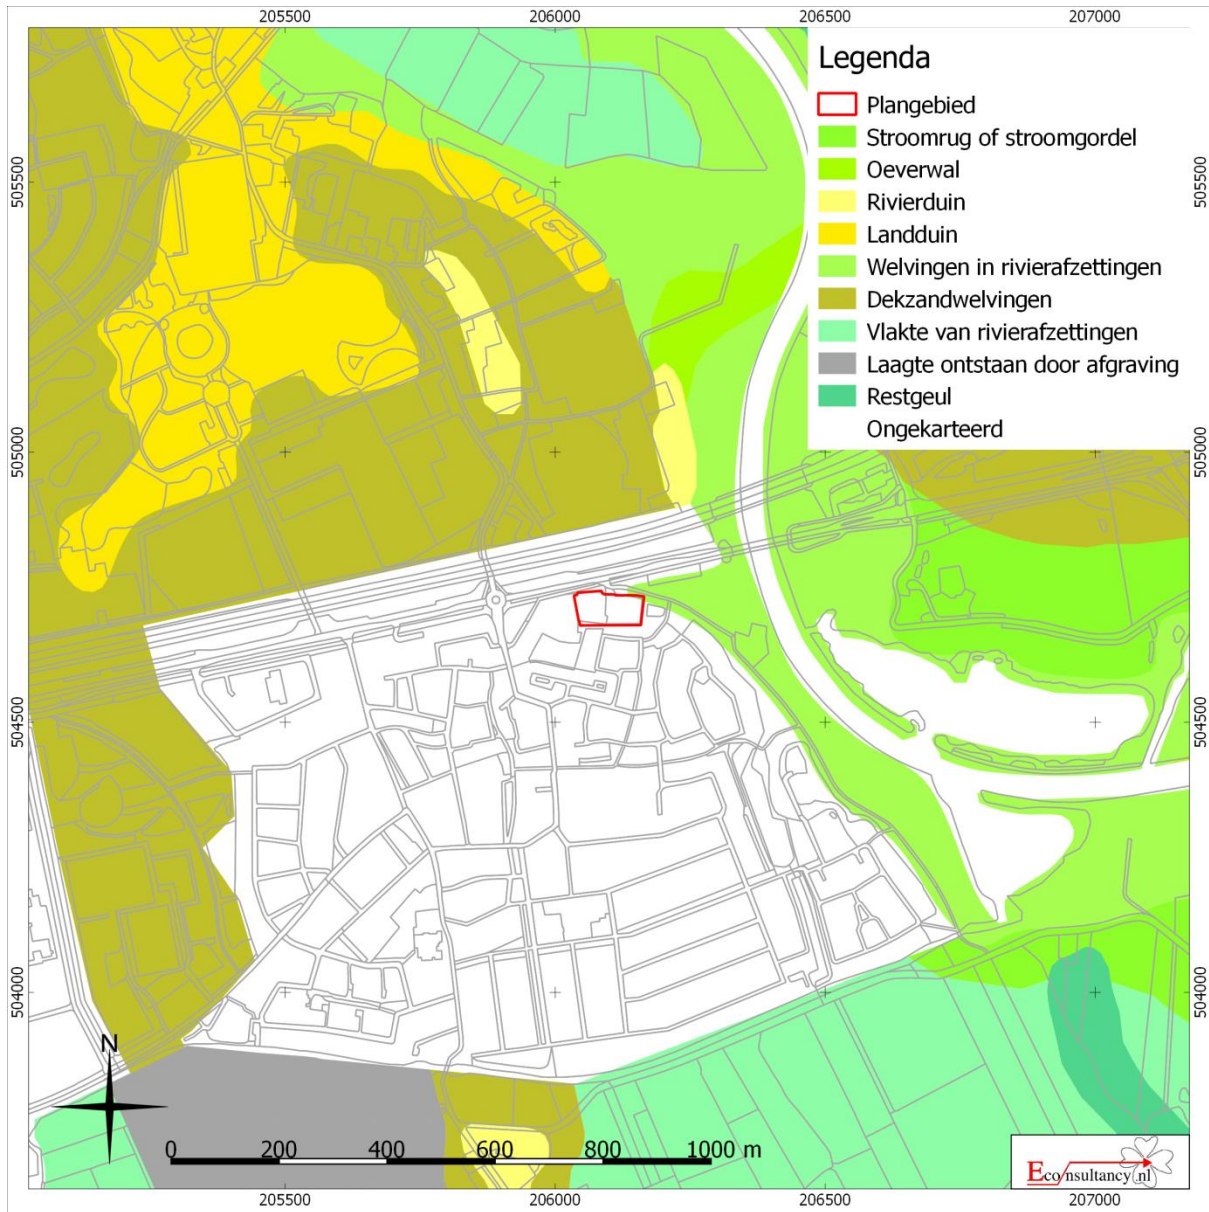 205500 206000 206500 207000
Legenda
Plangebied
Stroomrug of stroomgordel
Oeverwal
Rivierduin
Landduin
Welvingen in rivierafzettingen
Dekzandwelvingen
Vlakte van rivierafzettingen
Laagte ontstaan door afgraving
Restgeul
Ongekarteerd
505500 505500
505000 505000
504500 504500
504000 504000
N
0 200 400 600 800 1000 m
Econsultancy.nl
205500 206000 206500 207000